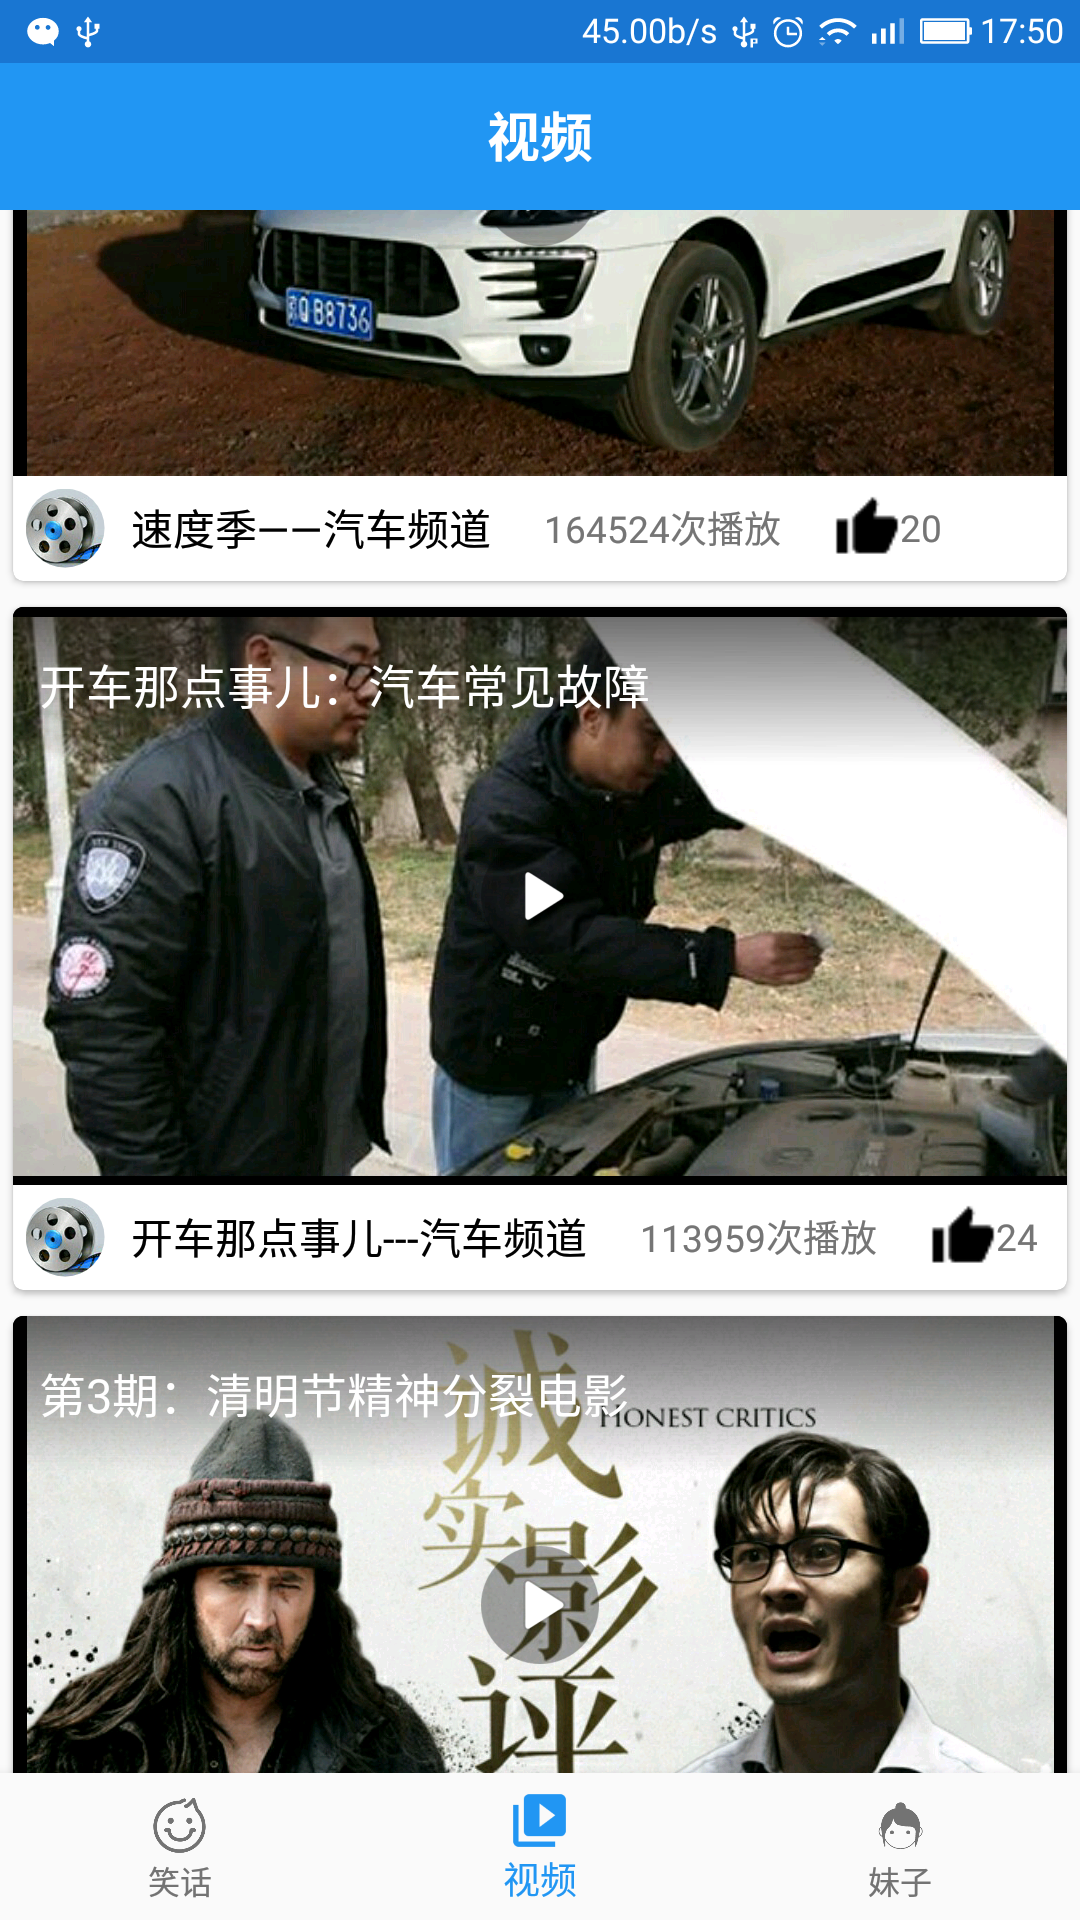 45.00b/s 17:50
视频
QB8736
速度季——汽车频道 164524次播放 20
开车那点事儿：汽车常见故障
开车那点事儿---汽车频道 113959次播放 24
第3期：清明节精神分裂电影
HONEST CRITICS
诚
实
影
评
笑话 视频 妹子